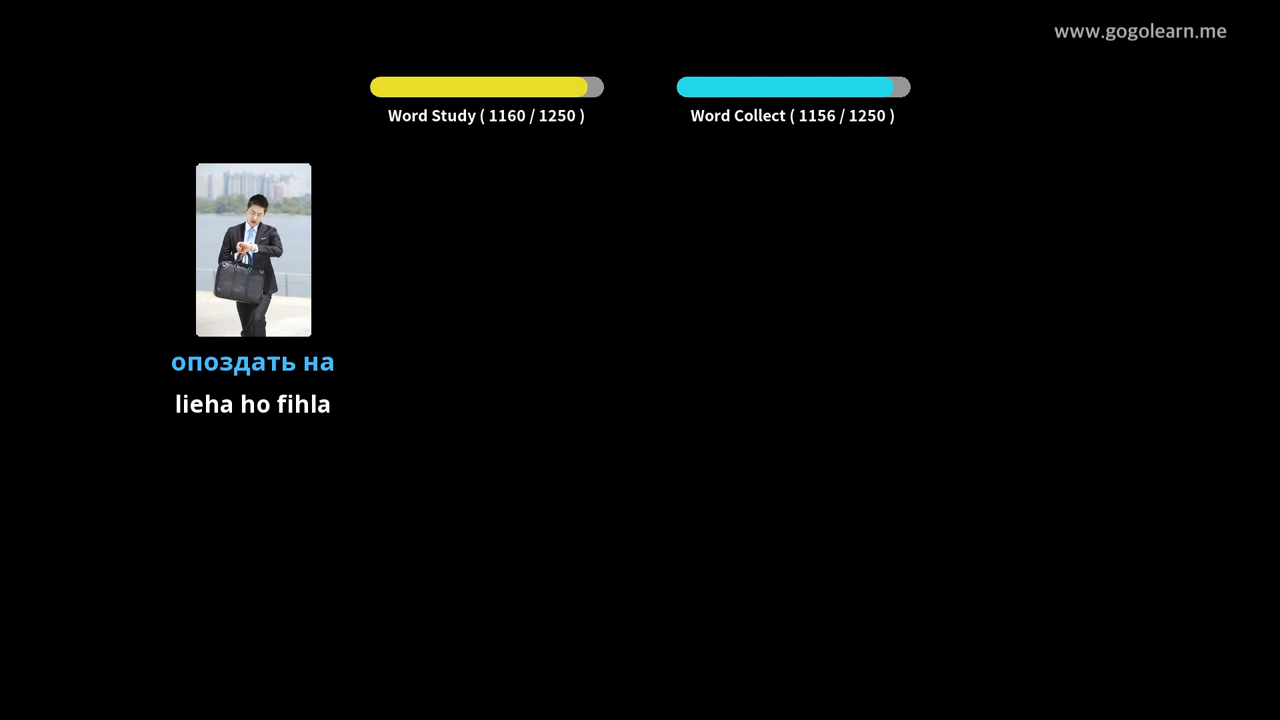 www.gogolearn.me
Word Study ( 1160 / 1250 )
Word Collect ( 1156 / 1250 )
опоздать на
lieha ho fihla